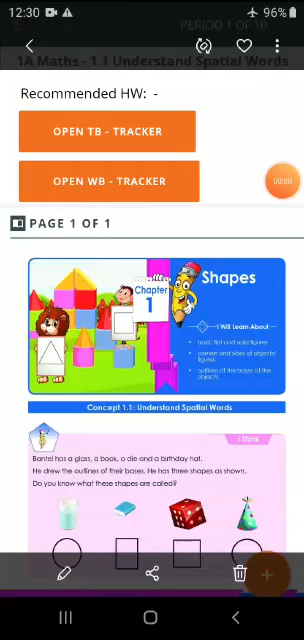 12:30
96%
PERIOD 1 OF 10
1A Maths - 1.1 Understand Spatial Words
Recommended HW: -
OPEN TB - TRACKER
00:00
OPEN WB - TRACKER
PAGE 1 OF 1
Chapter
1
Shapes
I Will Learn About
• basic flat and solid figures
• corners and sides of objects/
figures
• outlines of the bases of the
objects
Concept 1.1: Understand Spatial Words
I Think
Bantei has a glass, a book, a die and a birthday hat.
He drew the outlines of their bases. He has three shapes as shown.
Do you know what these shapes are called?